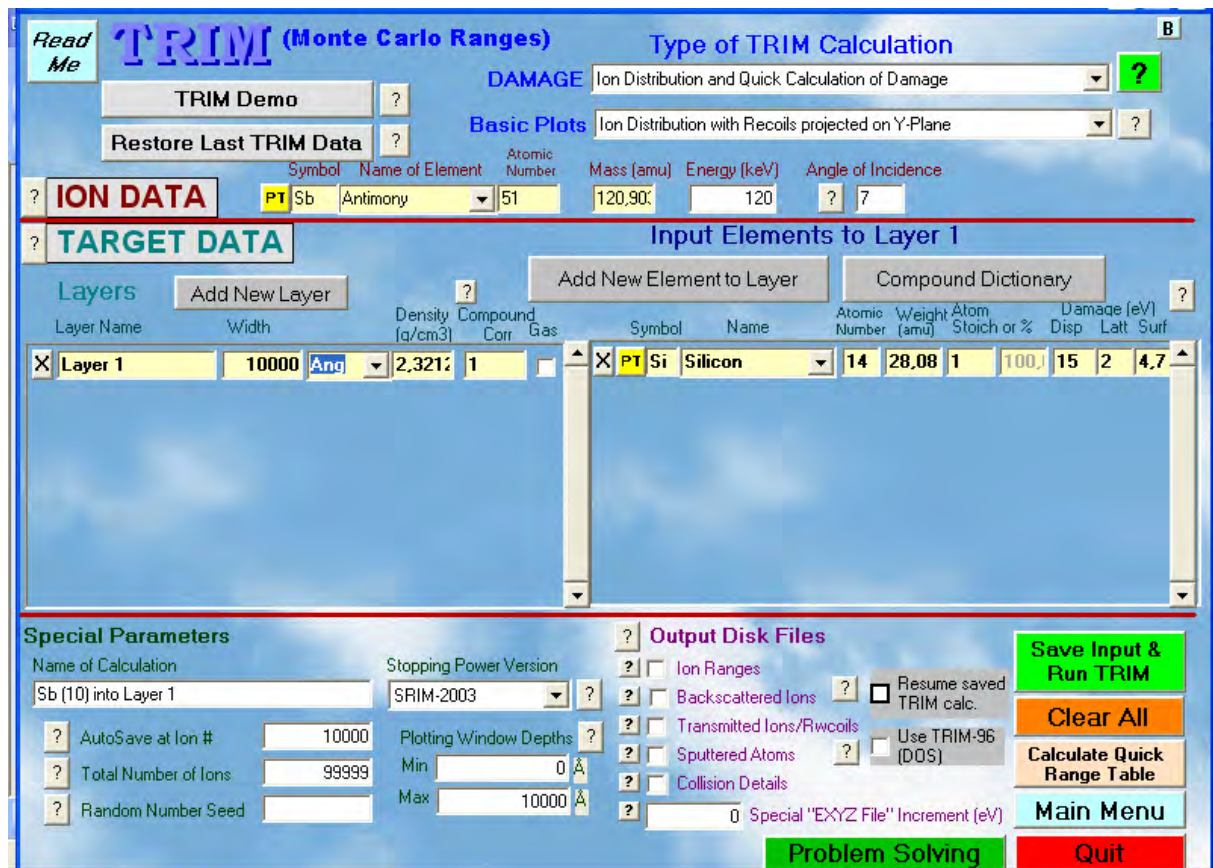 Read Me
TRIM (Monte Carlo Ranges)
Type of TRIM Calculation
B
DAMAGE Ion Distribution and Quick Calculation of Damage ?
TRIM Demo ?
Basic Plots Ion Distribution with Recoils projected on Y-Plane ?
Restore Last TRIM Data ?
Symbol Name of Element Atomic Number Mass (amu) Energy (keV) Angle of Incidence
? ION DATA PT Sb Antimony 51 120,90 120 ? 7
? TARGET DATA
Input Elements to Layer 1
Layers Add New Layer ?
Add New Element to Layer Compound Dictionary ?
Layer Name Width Density (g/cm3) Compound Corr Gas
Symbol Name Atomic Number Weight (amu) Atom Stoich or % Damage (eV) Disp Latt Surf
X Layer 1 10000 Ang 2,3212 1
X PT Si Silicon 14 28,08 1 100, 15 2 4,7
Special Parameters
Name of Calculation
Sb (10) into Layer 1
Stopping Power Version
SRIM-2003 ?
? AutoSave at Ion # 10000
? Total Number of Ions 99999
? Random Number Seed
Plotting Window Depths ?
Min 0 Å
Max 10000 Å
? Output Disk Files
? Ion Ranges
? Backscattered Ions
? Transmitted Ions/Rwcoils
? Sputtered Atoms
? Collision Details
? 0 Special "EXYZ File" Increment (eV)
? Resume saved TRIM calc.
? Use TRIM-96 (DOS)
Save Input & Run TRIM
Clear All
Calculate Quick Range Table
Main Menu
Problem Solving
Quit